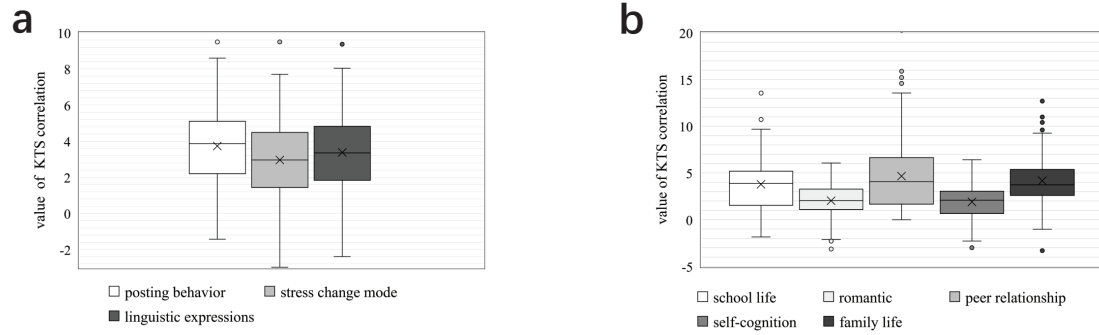 a
value of KTS correlation
10
8
6
4
2
0
-2
posting behavior
stress change mode
linguistic expressions
b
value of KTS correlation
20
15
10
5
0
-5
school life
romantic
peer relationship
self-cognition
family life